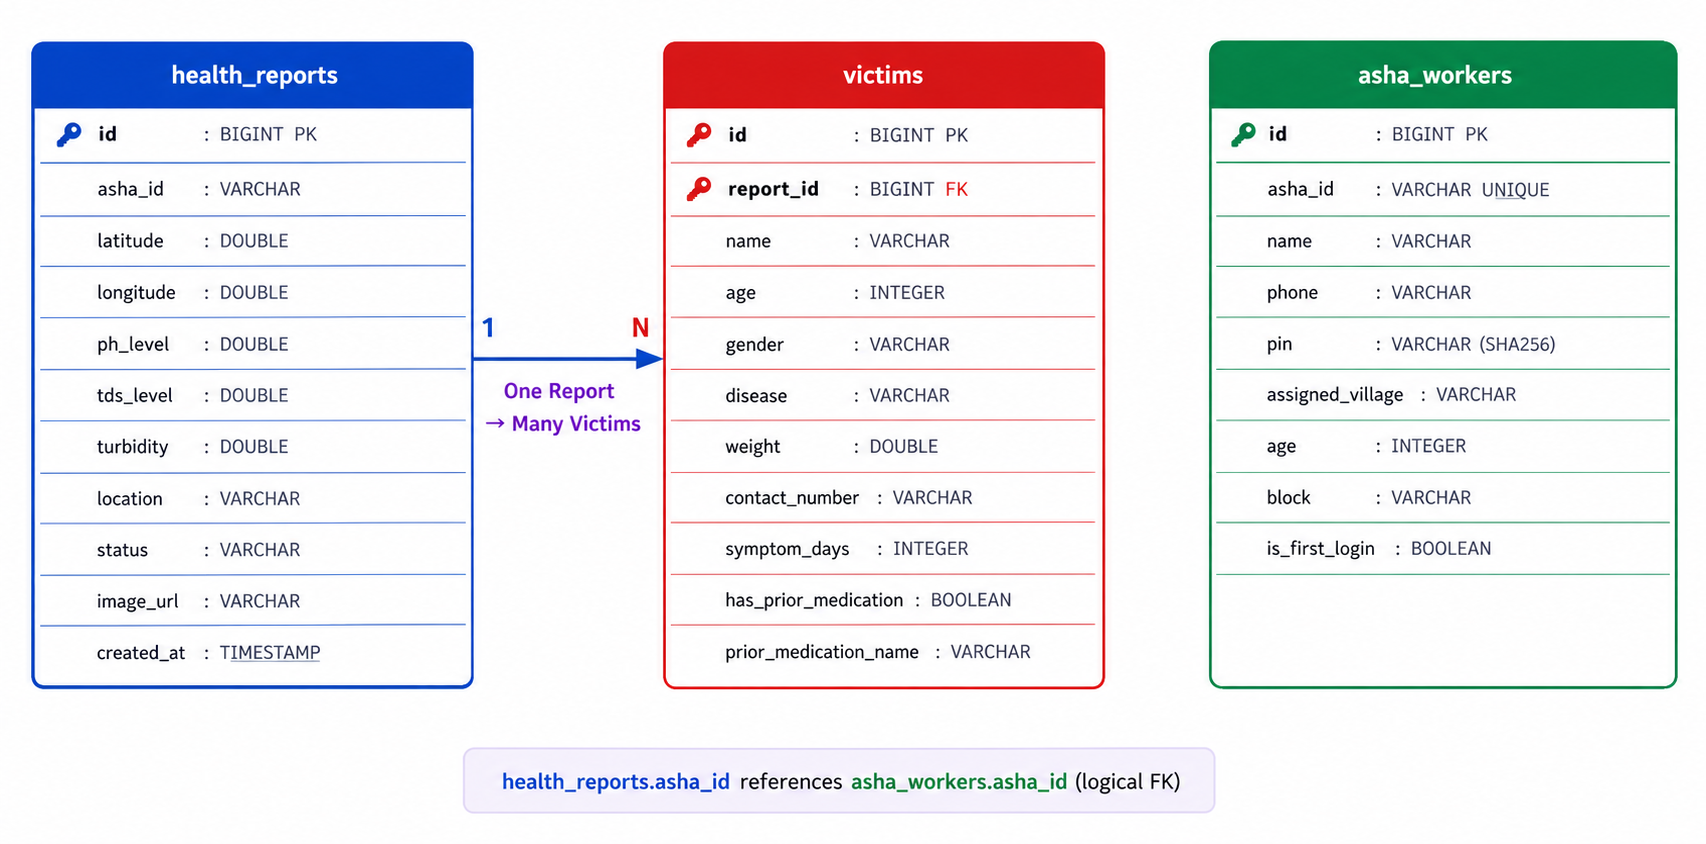 health_reports
id : BIGINT PK
asha_id : VARCHAR
latitude : DOUBLE
longitude : DOUBLE
ph_level : DOUBLE
tds_level : DOUBLE
turbidity : DOUBLE
location : VARCHAR
status : VARCHAR
image_url : VARCHAR
created_at : TIMESTAMP
1
N
One Report
→ Many Victims
victims
id : BIGINT PK
report_id : BIGINT FK
name : VARCHAR
age : INTEGER
gender : VARCHAR
disease : VARCHAR
weight : DOUBLE
contact_number : VARCHAR
symptom_days : INTEGER
has_prior_medication : BOOLEAN
prior_medication_name : VARCHAR
asha_workers
id : BIGINT PK
asha_id : VARCHAR UNIQUE
name : VARCHAR
phone : VARCHAR
pin : VARCHAR (SHA256)
assigned_village : VARCHAR
age : INTEGER
block : VARCHAR
is_first_login : BOOLEAN
health_reports.asha_id references asha_workers.asha_id (logical FK)